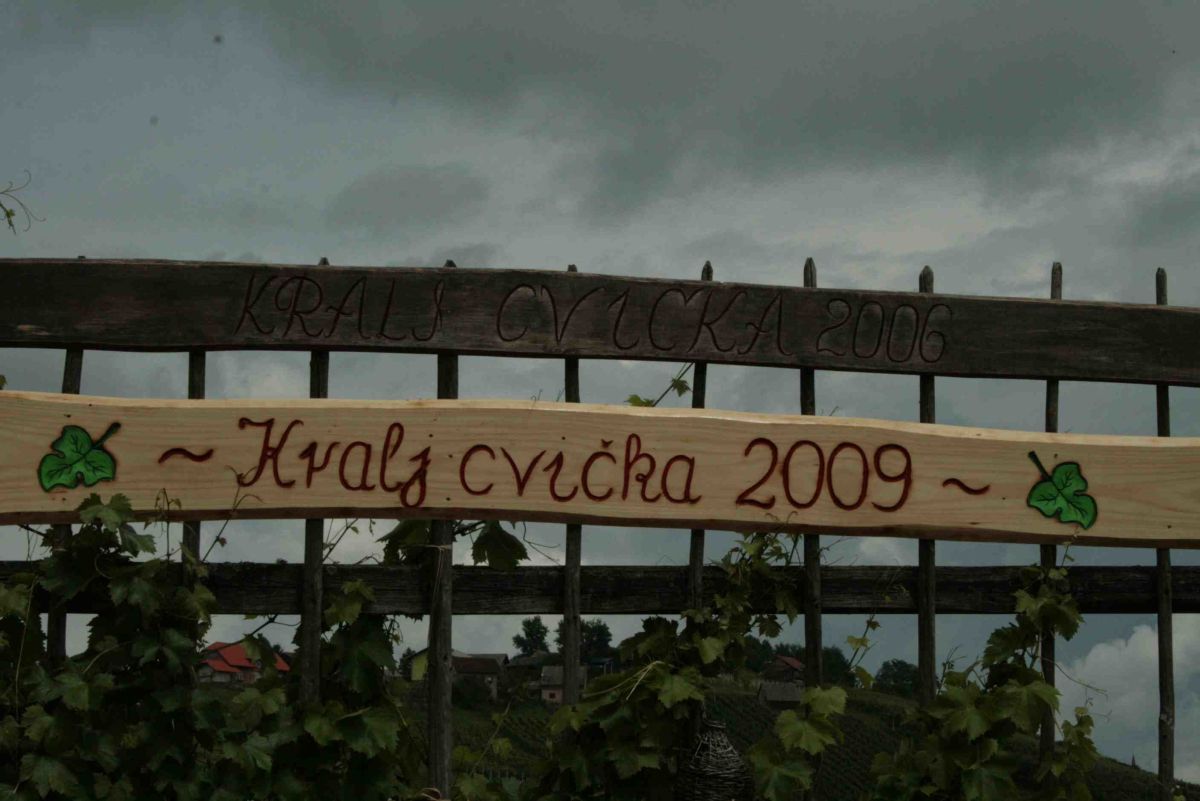 KRALJ CVIČKA 2006
~ Kralj cvička 2009 ~